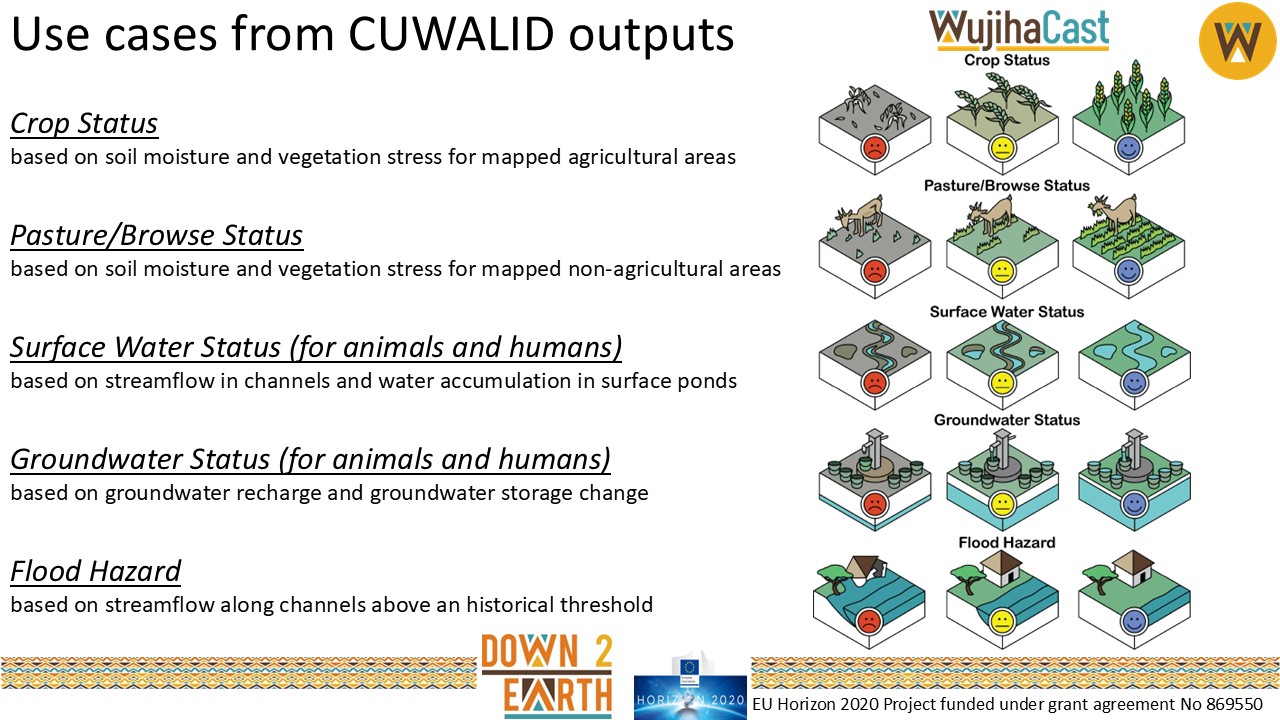 Use cases from CUWALID outputs
WujihaCast
W
Crop Status
Crop Status
based on soil moisture and vegetation stress for mapped agricultural areas
Pasture/Browse Status
Pasture/Browse Status
based on soil moisture and vegetation stress for mapped non-agricultural areas
Surface Water Status
Surface Water Status (for animals and humans)
based on streamflow in channels and water accumulation in surface ponds
Groundwater Status
Groundwater Status (for animals and humans)
based on groundwater recharge and groundwater storage change
Flood Hazard
Flood Hazard
based on streamflow along channels above an historical threshold
DOWN 2
EARTH
HORIZON 2020
EU Horizon 2020 Project funded under grant agreement No 869550